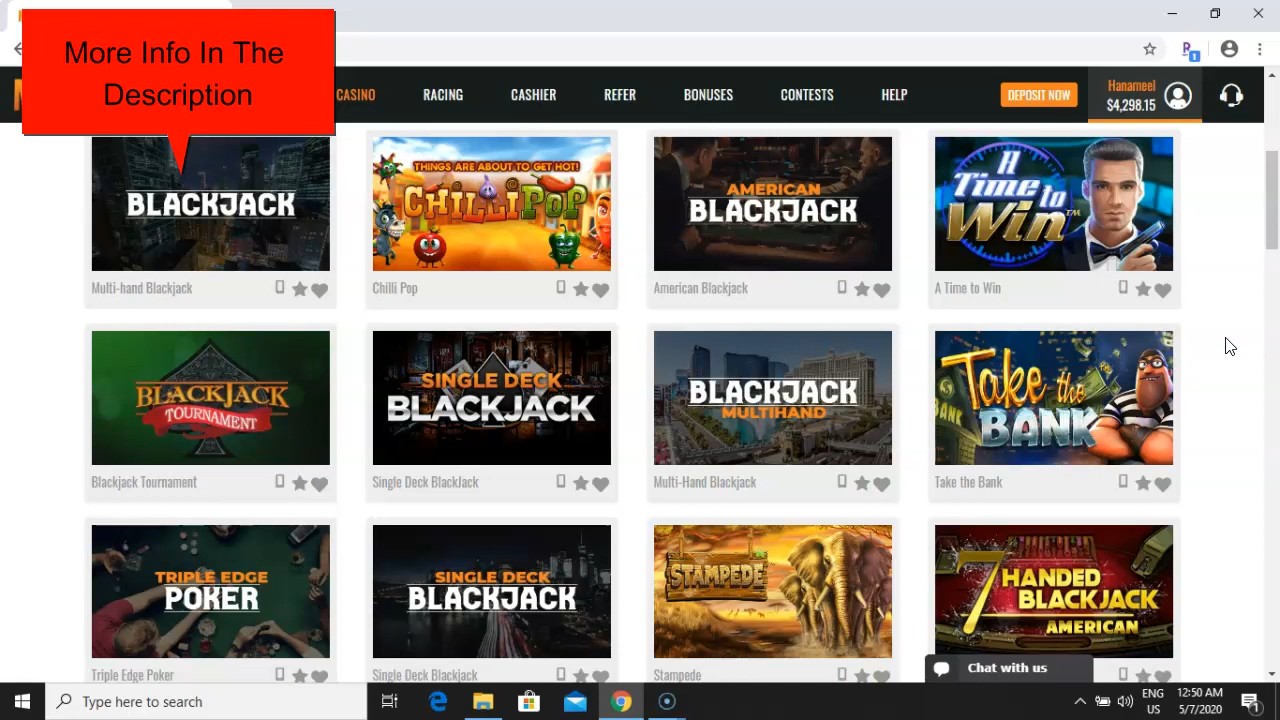 More Info In The
Description
CASINO
RACING
CASHIER
REFER
BONUSES
CONTESTS
HELP
DEPOSIT NOW
Hanameel
$4,298.15
BLACKJACK
Multi-hand Blackjack
THINGS ARE ABOUT TO GET HOT!
CHILLIPOP
Chilli Pop
AMERICAN
BLACKJACK
American Blackjack
A
Time to
Win™
A Time to Win
BLACKJACK
TOURNAMENT
Blackjack Tournament
SINGLE DECK
BLACKJACK
Single Deck BlackJack
BLACKJACK
MULTIHAND
Multi-Hand Blackjack
Take the
BANK
Take the Bank
TRIPLE EDGE
POKER
Triple Edge Poker
SINGLE DECK
BLACKJACK
Single Deck Blackjack
STAMPEDE
Stampede
7 HANDED
BLACKJACK
AMERICAN
Chat with us
Type here to search
ENG
US
12:50 AM
5/7/2020